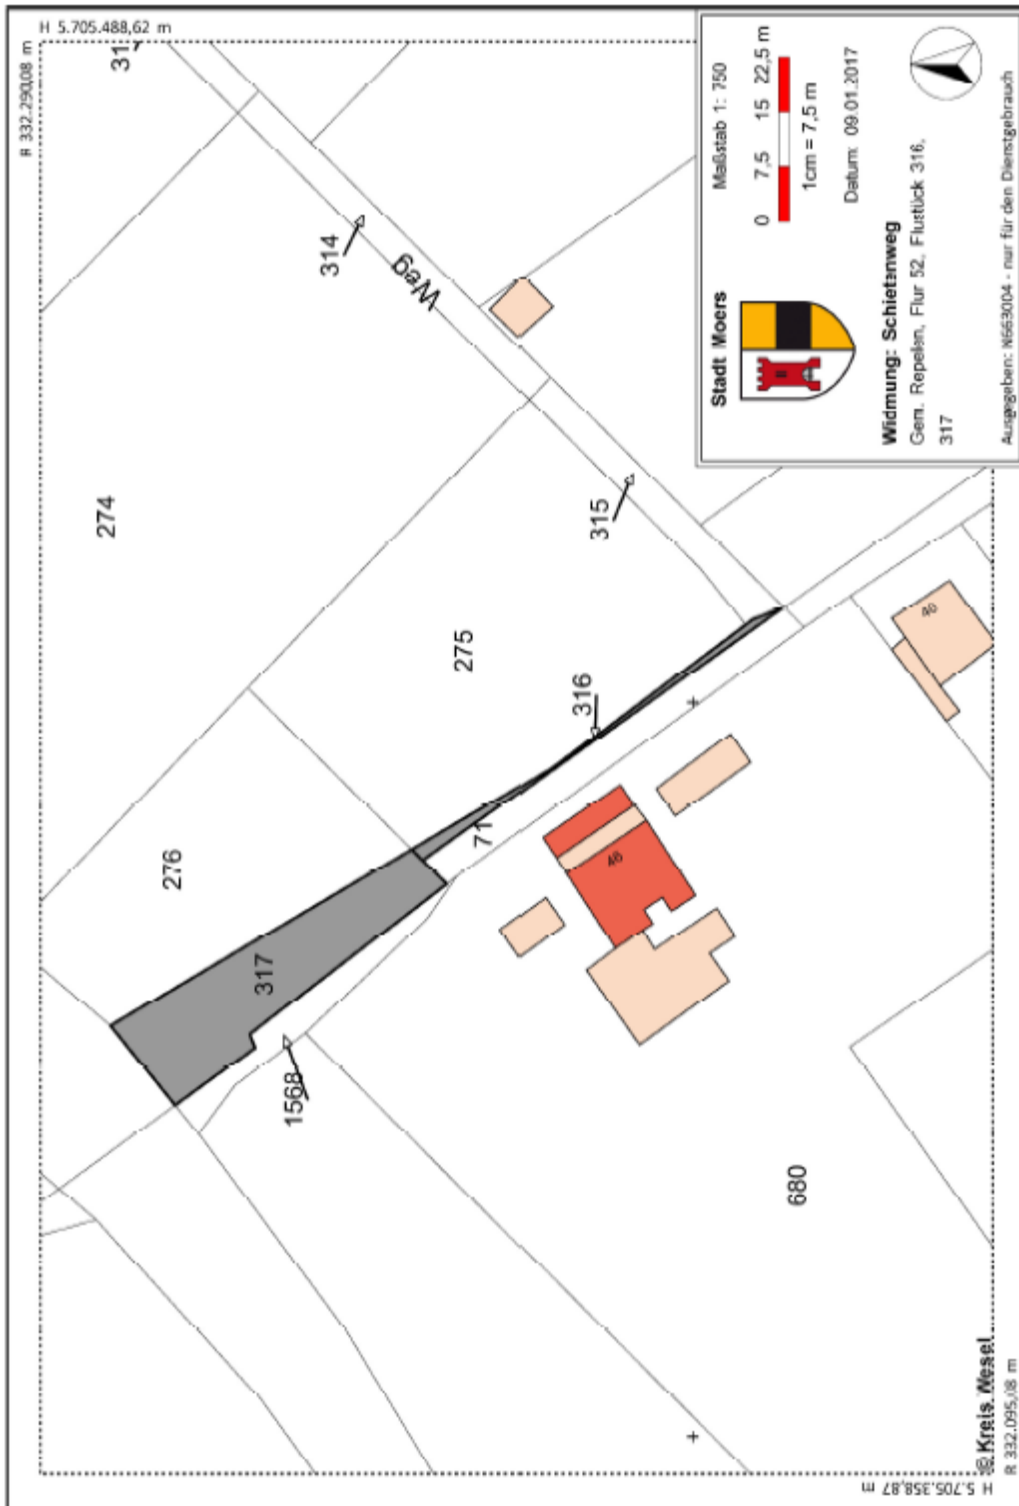 H 5.705.488,62 m
R 332.290,08 m
314
Weg
274
315
275
316
276
71
317
1568
680
46
40
Stadt Moers
Maßstab 1: 750
0 7,5 15 22,5 m
1cm = 7,5 m
Datum: 09.01.2017
Widmung: Schietenweg
Gem. Repelen, Flur 52, Flustück 316,
317
Ausgegeben: N663004 - nur für den Dienstgebrauch
© Kreis Wesel
R 332.095,08 m
H 5.705.358,87 m